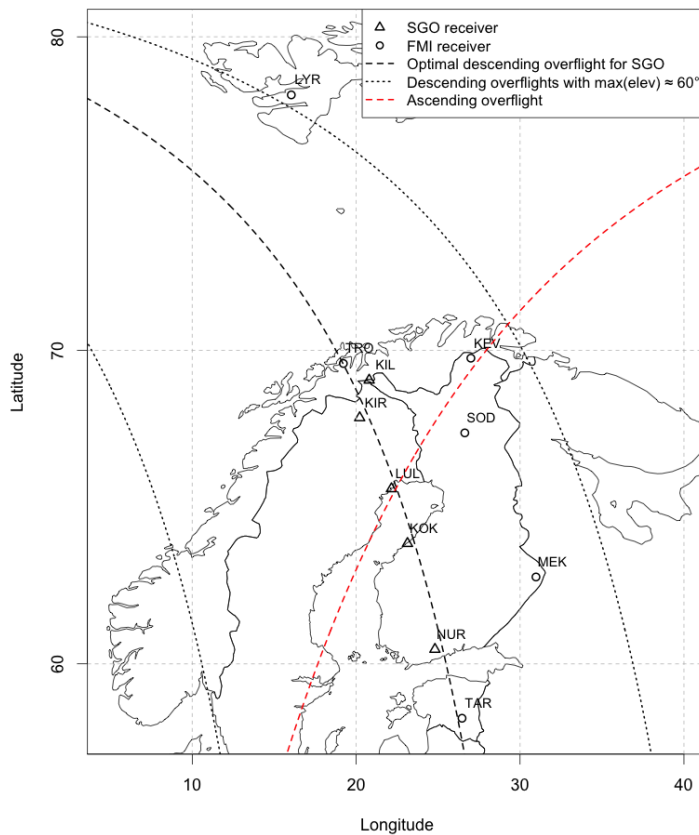 SGO receiver
FMI receiver
Optimal descending overflight for SGO
Descending overflights with max(elev) ≈ 60°
Ascending overflight
80
LYR
70
TRO
KEV
KIL
KIR
SOD
LUL
KOK
MEK
60
NUR
TAR
Latitude
10 20 30 40
Longitude